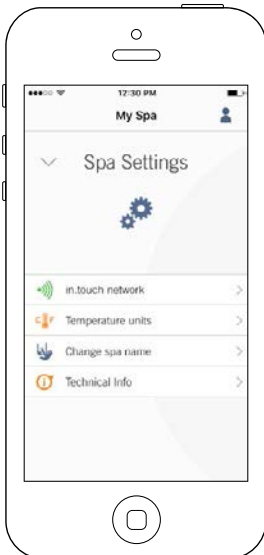 12:30 PM
My Spa
Spa Settings
in.touch network
Temperature units
Change spa name
Technical Info